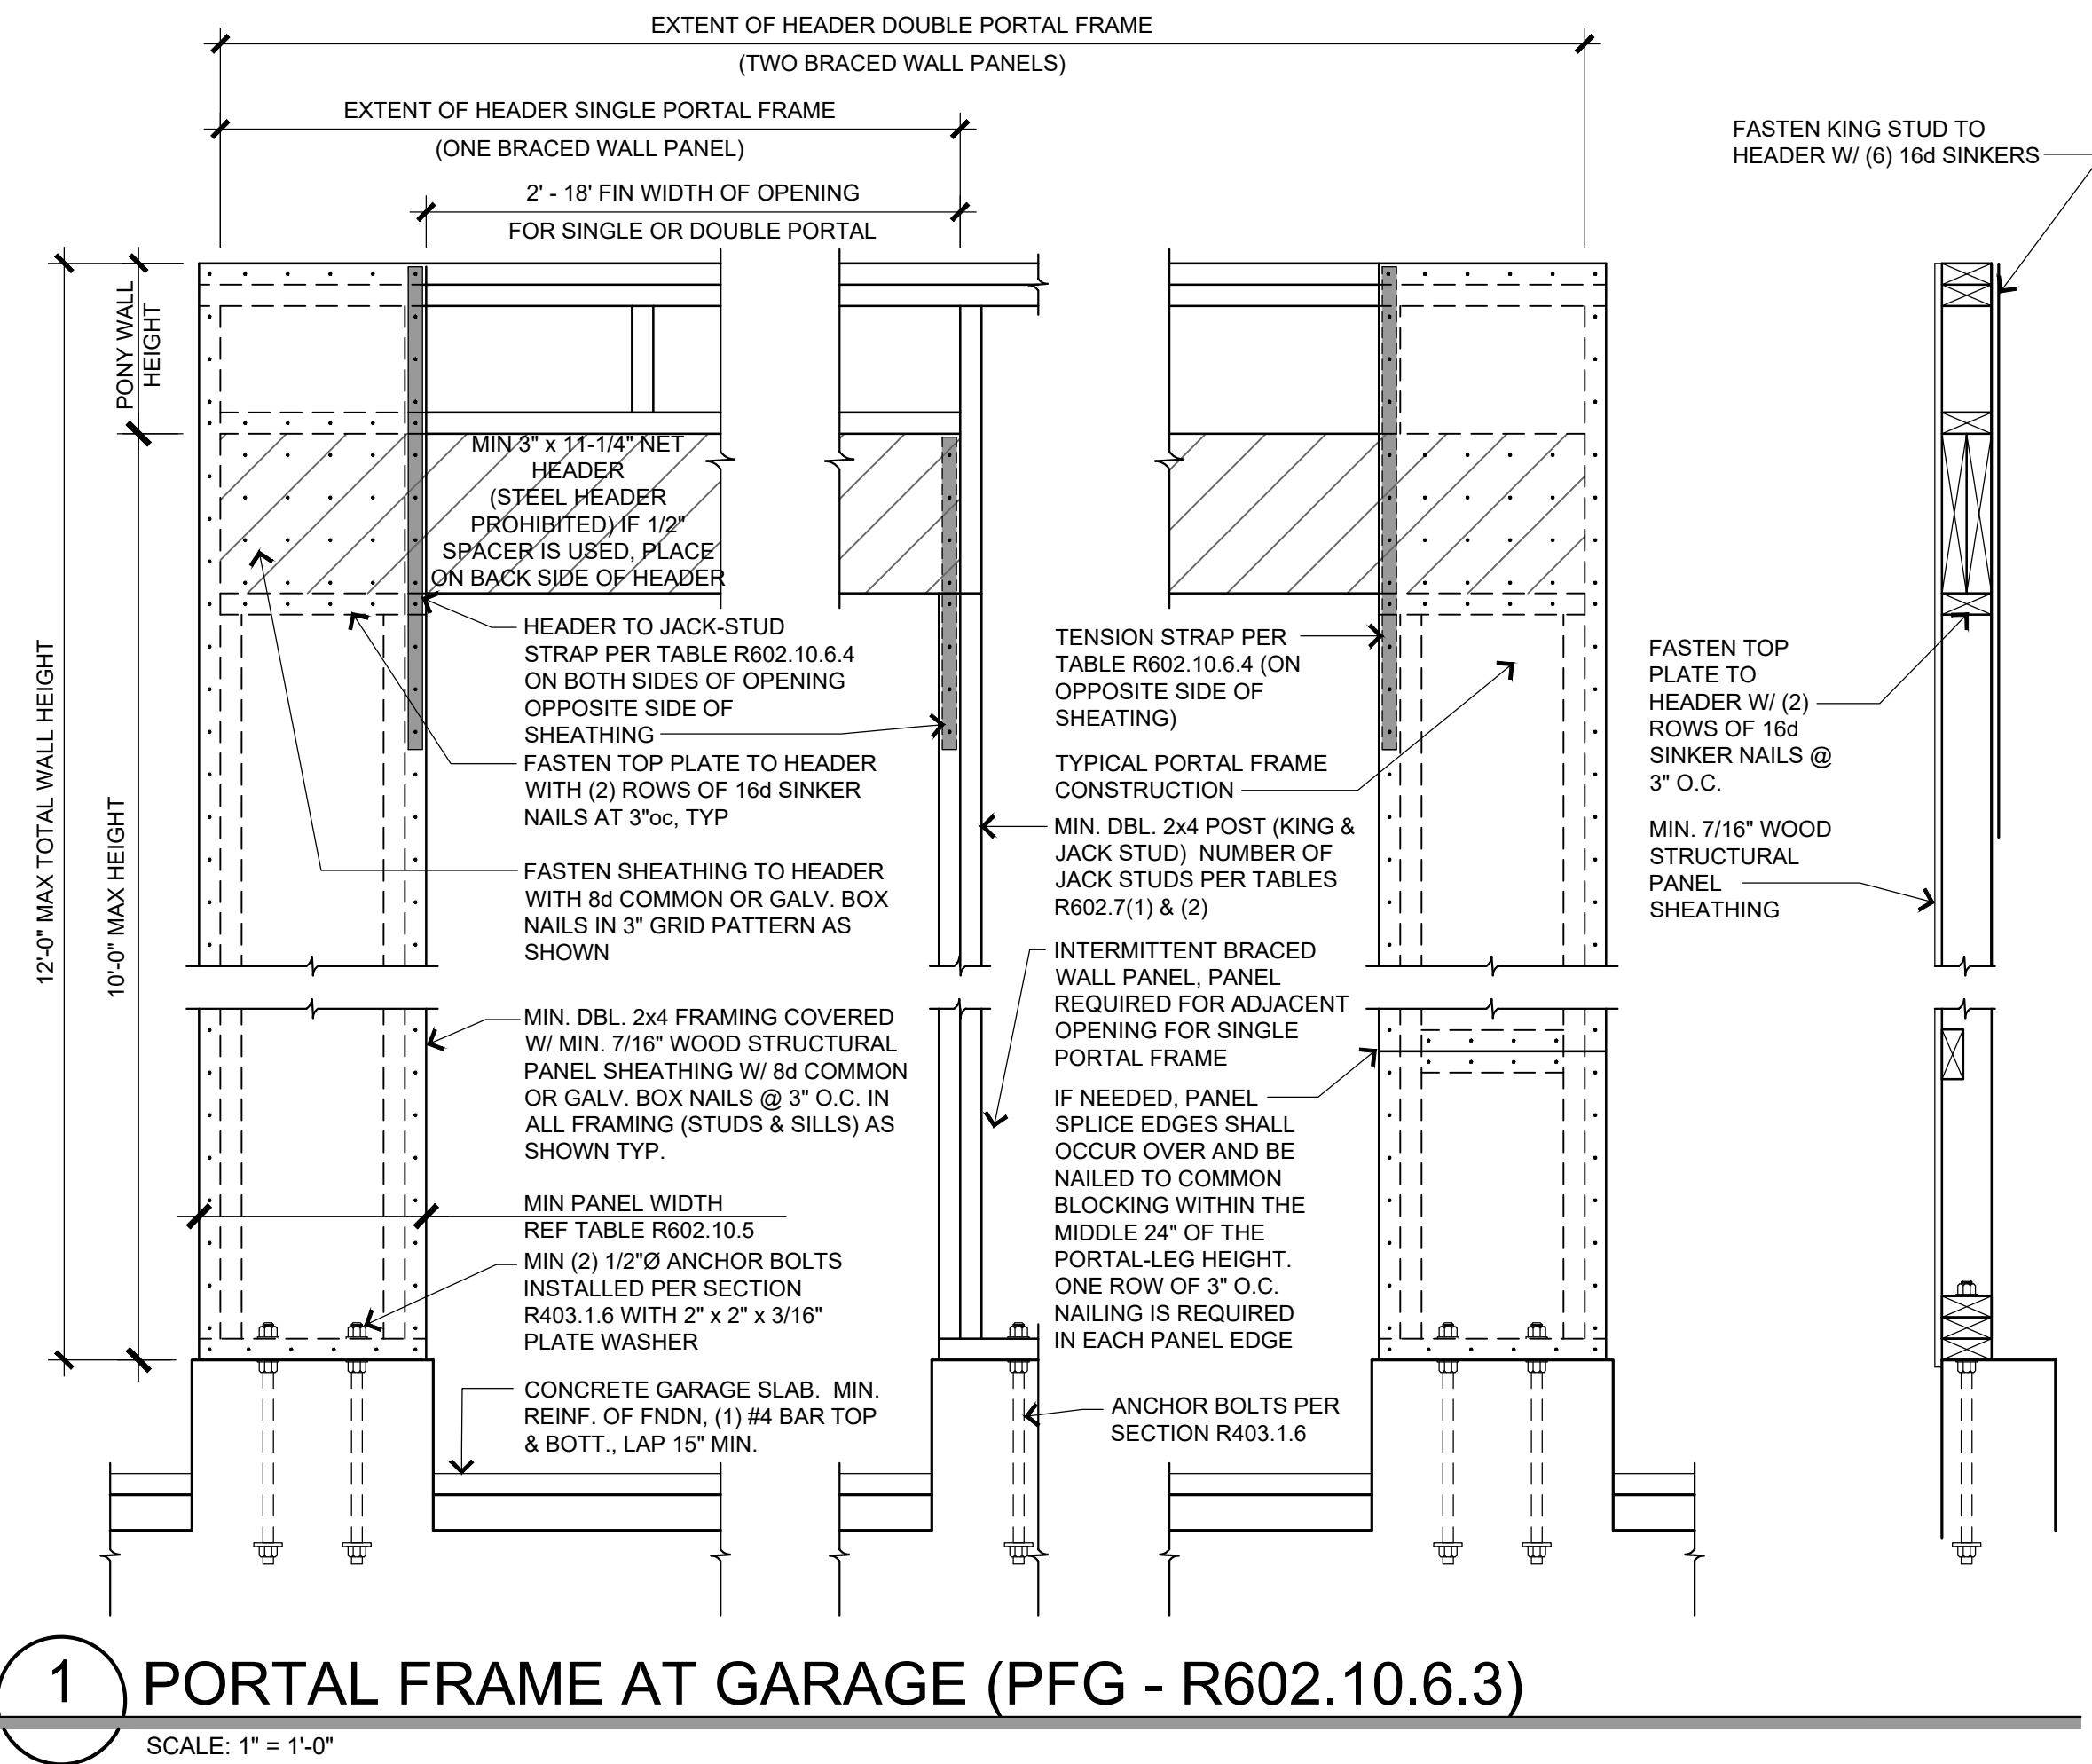 EXTENT OF HEADER DOUBLE PORTAL FRAME
(TWO BRACED WALL PANELS)
EXTENT OF HEADER SINGLE PORTAL FRAME
(ONE BRACED WALL PANEL)
2' - 18' FIN WIDTH OF OPENING
FOR SINGLE OR DOUBLE PORTAL
FASTEN KING STUD TO
HEADER W/ (6) 16d SINKERS
PONY WALL
HEIGHT
12'-0" MAX TOTAL WALL HEIGHT
10'-0" MAX HEIGHT
MIN 3" x 11-1/4" NET
HEADER
(STEEL HEADER
PROHIBITED) IF 1/2"
SPACER IS USED, PLACE
ON BACK SIDE OF HEADER
HEADER TO JACK-STUD
STRAP PER TABLE R602.10.6.4
ON BOTH SIDES OF OPENING
OPPOSITE SIDE OF
SHEATHING
FASTEN TOP PLATE TO HEADER
WITH (2) ROWS OF 16d SINKER
NAILS AT 3"oc, TYP
FASTEN SHEATHING TO HEADER
WITH 8d COMMON OR GALV. BOX
NAILS IN 3" GRID PATTERN AS
SHOWN
MIN. DBL. 2x4 FRAMING COVERED
W/ MIN. 7/16" WOOD STRUCTURAL
PANEL SHEATHING W/ 8d COMMON
OR GALV. BOX NAILS @ 3" O.C. IN
ALL FRAMING (STUDS & SILLS) AS
SHOWN TYP.
MIN PANEL WIDTH
REF TABLE R602.10.5
MIN (2) 1/2"Ø ANCHOR BOLTS
INSTALLED PER SECTION
R403.1.6 WITH 2" x 2" x 3/16"
PLATE WASHER
CONCRETE GARAGE SLAB. MIN.
REINF. OF FNDN, (1) #4 BAR TOP
& BOTT., LAP 15" MIN.
TENSION STRAP PER
TABLE R602.10.6.4 (ON
OPPOSITE SIDE OF
SHEATING)
TYPICAL PORTAL FRAME
CONSTRUCTION
MIN. DBL. 2x4 POST (KING &
JACK STUD) NUMBER OF
JACK STUDS PER TABLES
R602.7(1) & (2)
INTERMITTENT BRACED
WALL PANEL, PANEL
REQUIRED FOR ADJACENT
OPENING FOR SINGLE
PORTAL FRAME
IF NEEDED, PANEL
SPLICE EDGES SHALL
OCCUR OVER AND BE
NAILED TO COMMON
BLOCKING WITHIN THE
MIDDLE 24" OF THE
PORTAL-LEG HEIGHT.
ONE ROW OF 3" O.C.
NAILING IS REQUIRED
IN EACH PANEL EDGE
ANCHOR BOLTS PER
SECTION R403.1.6
FASTEN TOP
PLATE TO
HEADER W/ (2)
ROWS OF 16d
SINKER NAILS @
3" O.C.
MIN. 7/16" WOOD
STRUCTURAL
PANEL
SHEATHING
1
PORTAL FRAME AT GARAGE (PFG - R602.10.6.3)
SCALE: 1" = 1'-0"